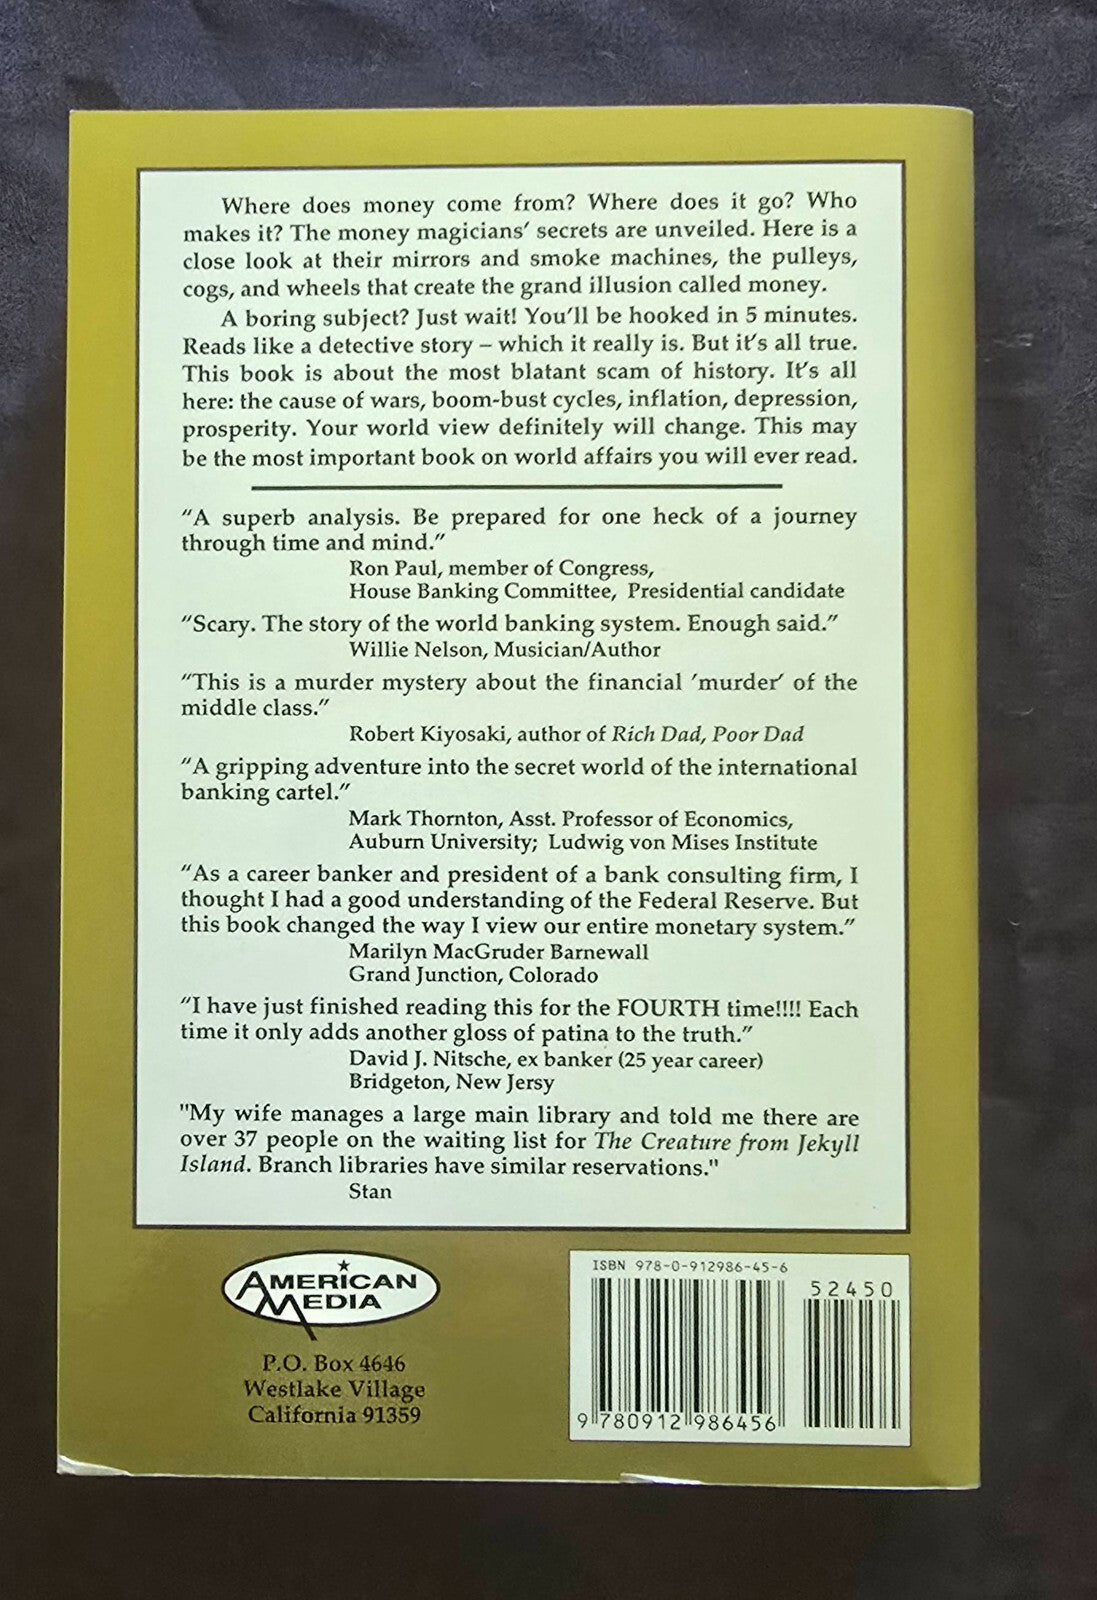 Where does money come from? Where does it go? Who
makes it? The money magicians' secrets are unveiled. Here is a
close look at their mirrors and smoke machines, the pulleys,
cogs, and wheels that create the grand illusion called money.
A boring subject? Just wait! You'll be hooked in 5 minutes.
Reads like a detective story – which it really is. But it's all true.
This book is about the most blatant scam of history. It's all
here: the cause of wars, boom-bust cycles, inflation, depression,
prosperity. Your world view definitely will change. This may
be the most important book on world affairs you will ever read.
"A superb analysis. Be prepared for one heck of a journey
through time and mind."
Ron Paul, member of Congress,
House Banking Committee, Presidential candidate
"Scary. The story of the world banking system. Enough said."
Willie Nelson, Musician/Author
"This is a murder mystery about the financial 'murder' of the
middle class."
Robert Kiyosaki, author of Rich Dad, Poor Dad
"A gripping adventure into the secret world of the international
banking cartel."
Mark Thornton, Asst. Professor of Economics,
Auburn University; Ludwig von Mises Institute
"As a career banker and president of a bank consulting firm, I
thought I had a good understanding of the Federal Reserve. But
this book changed the way I view our entire monetary system."
Marilyn MacGruder Barnewall
Grand Junction, Colorado
"I have just finished reading this for the FOURTH time!!!! Each
time it only adds another gloss of patina to the truth."
David J. Nitsche, ex banker (25 year career)
Bridgeton, New Jersy
"My wife manages a large main library and told me there are
over 37 people on the waiting list for The Creature from Jekyll
Island. Branch libraries have similar reservations."
Stan
AMERICAN
MEDIA
P.O. Box 4646
Westlake Village
California 91359
ISBN 978-0-912986-45-6
52450
9 780912 986456